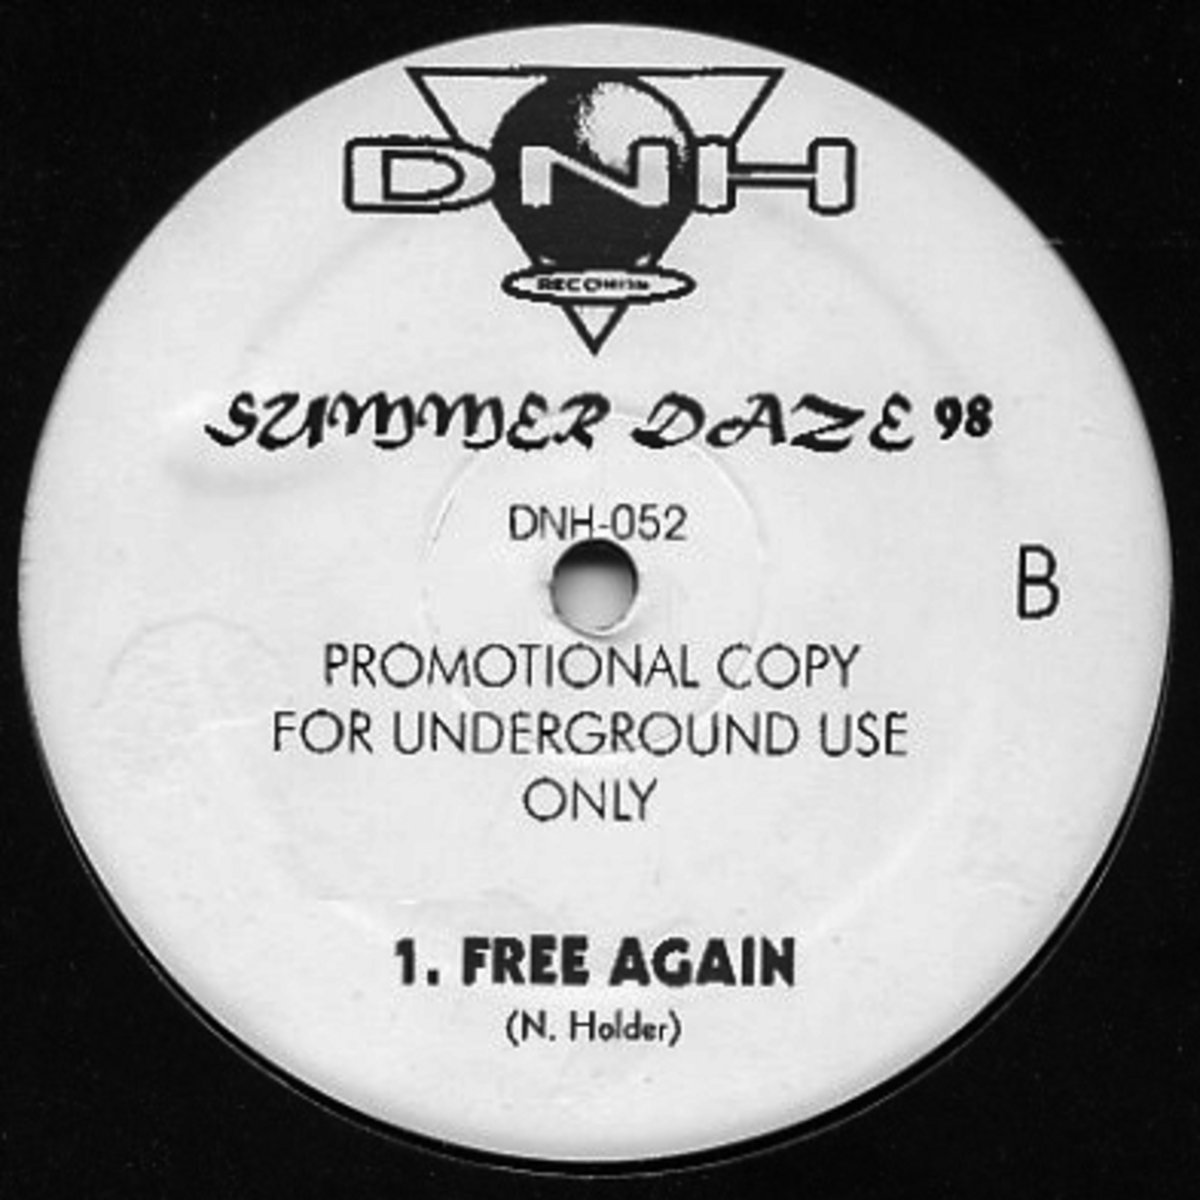 DNH
RECORDS
SUMMER DAZE 98
DNH-052
B
PROMOTIONAL COPY
FOR UNDERGROUND USE
ONLY
1. FREE AGAIN
(N. Holder)